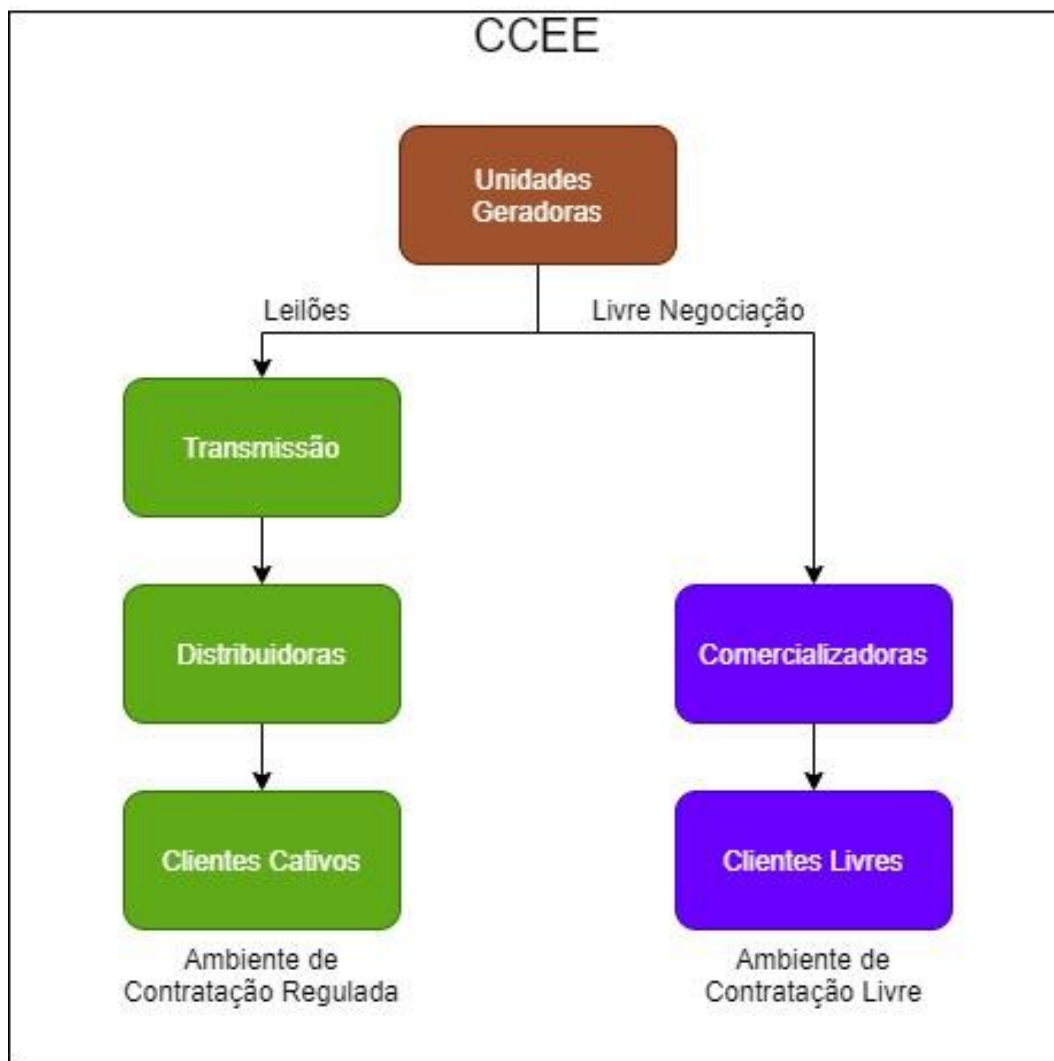 CCEE
Unidades
Geradoras
Leilões
Livre Negociação
Transmissão
Distribuidoras
Comercializadoras
Clientes Cativos
Clientes Livres
Ambiente de
Contratação Regulada
Ambiente de
Contratação Livre